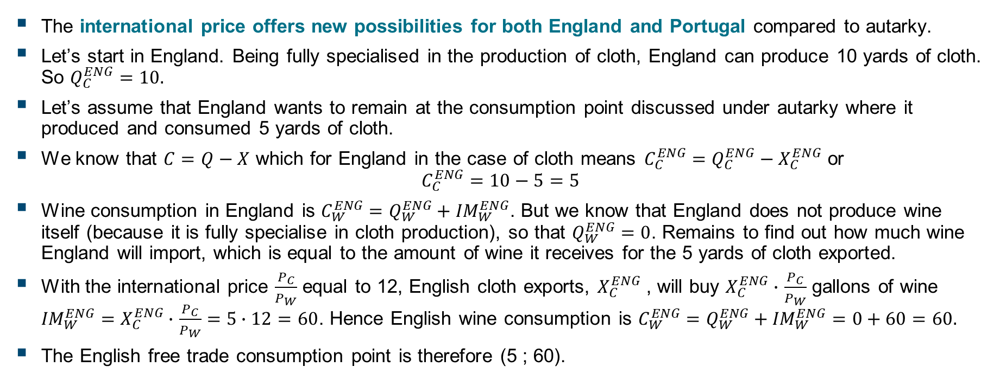 ▪ The international price offers new possibilities for both England and Portugal compared to autarky.
▪ Let’s start in England. Being fully specialised in the production of cloth, England can produce 10 yards of cloth.
So $Q_C^{ENG} = 10$.
▪ Let’s assume that England wants to remain at the consumption point discussed under autarky where it
produced and consumed 5 yards of cloth.
▪ We know that $C = Q - X$ which for England in the case of cloth means $C_C^{ENG} = Q_C^{ENG} - X_C^{ENG}$ or
$C_C^{ENG} = 10 - 5 = 5$
▪ Wine consumption in England is $C_W^{ENG} = Q_W^{ENG} + IM_W^{ENG}$. But we know that England does not produce wine
itself (because it is fully specialise in cloth production), so that $Q_W^{ENG} = 0$. Remains to find out how much wine
England will import, which is equal to the amount of wine it receives for the 5 yards of cloth exported.
▪ With the international price $\frac{P_C}{P_W}$ equal to 12, English cloth exports, $X_C^{ENG}$ , will buy $X_C^{ENG} \cdot \frac{P_C}{P_W}$ gallons of wine
$IM_W^{ENG} = X_C^{ENG} \cdot \frac{P_C}{P_W} = 5 \cdot 12 = 60$. Hence English wine consumption is $C_W^{ENG} = Q_W^{ENG} + IM_W^{ENG} = 0 + 60 = 60$.
▪ The English free trade consumption point is therefore (5 ; 60).